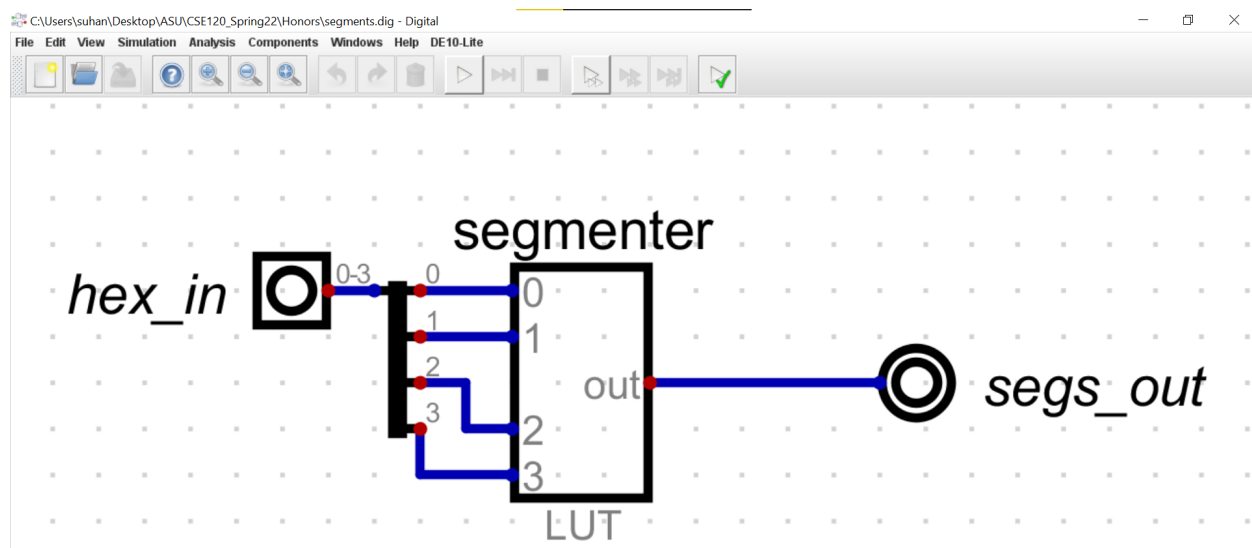 C:\Users\suhan\Desktop\ASU\CSE120_Spring22\Honors\segments.dig - Digital
File Edit View Simulation Analysis Components Windows Help DE10-Lite
segmenter
hex_in
0-3
0
0
1
1
2
out
segs_out
3
2
3
LUT